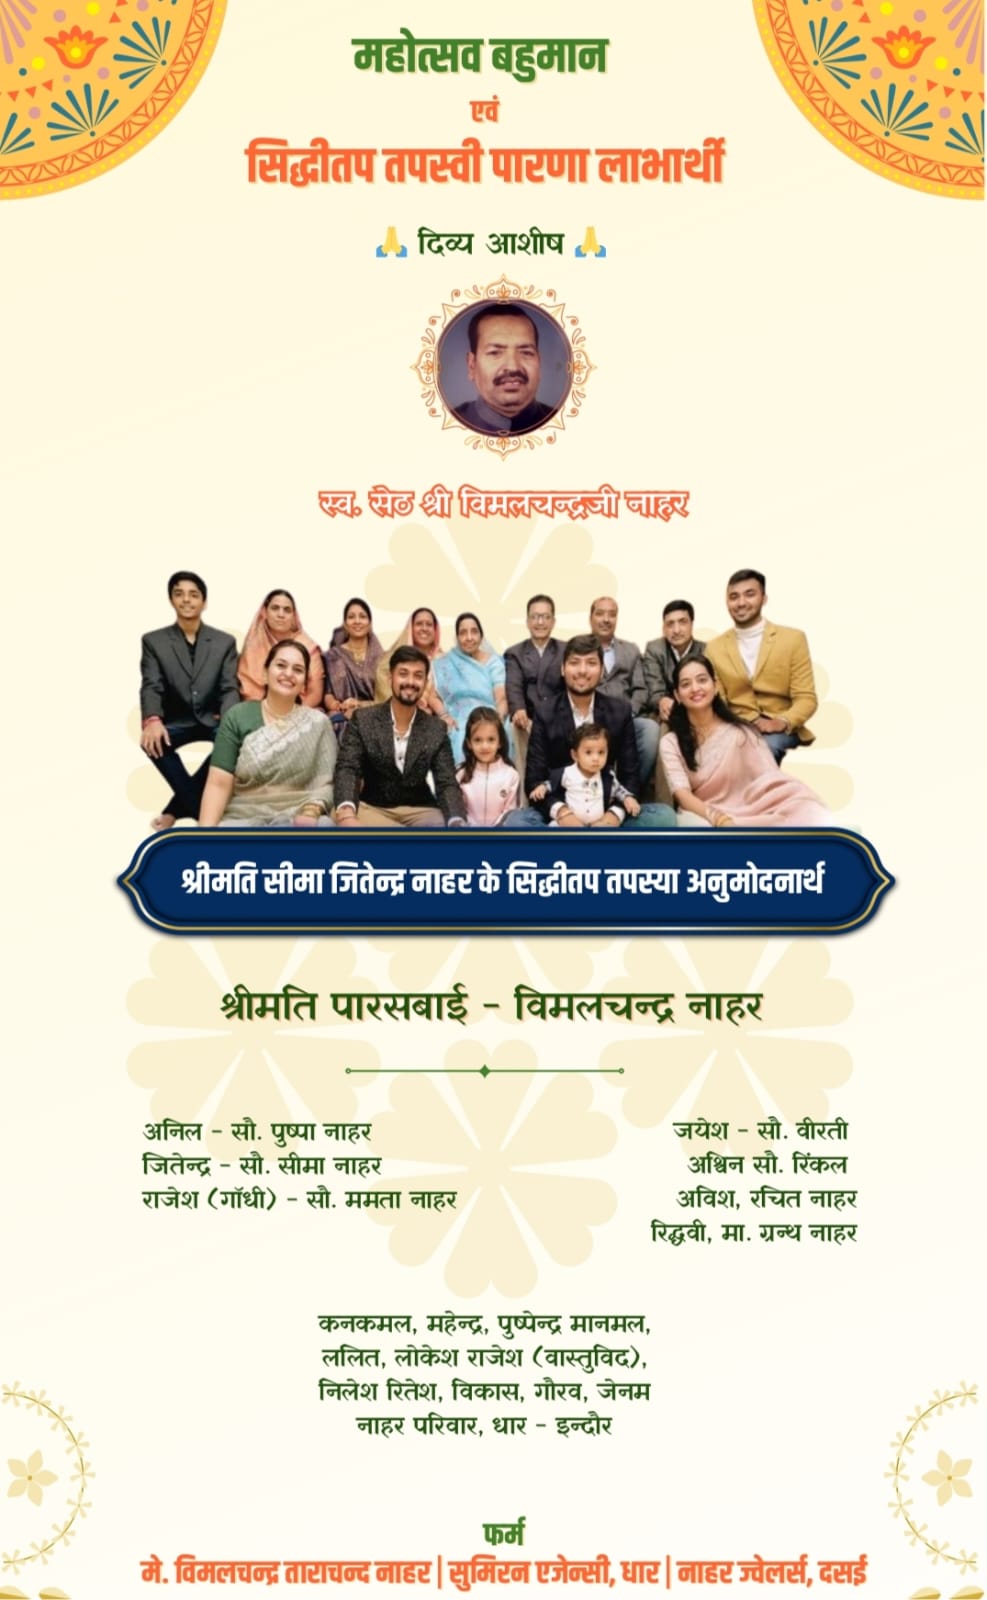 महोत्सव बहुमान
एवं
सिद्धीतप तपस्वी पारणा लाभार्थी
🙏 दिव्य आशीष 🙏
स्व. सेठ श्री विमलचन्द्रजी नाहर
श्रीमति सीमा जितेन्द्र नाहर के सिद्धीतप तपस्या अनुमोदनार्थ
श्रीमति पारसबाई - विमलचन्द्र नाहर
अनिल - सौ. पुष्पा नाहर
जितेन्द्र - सौ. सीमा नाहर
राजेश (गॉधी) - सौ. ममता नाहर
जयेश - सौ. वीरती
अश्विन सौ. रिंकल
अविश, रचित नाहर
रिद्धवी, मा. ग्रन्थ नाहर
कनकमल, महेन्द्र, पुष्पेन्द्र मानमल,
ललित, लोकेश राजेश (वास्तुविद),
निलेश रितेश, विकास, गौरव, जेनम
नाहर परिवार, धार - इन्दौर
फर्म
मे. विमलचन्द्र ताराचन्द नाहर | सुमिरन एजेन्सी, धार | नाहर ज्वेलर्स, दसई